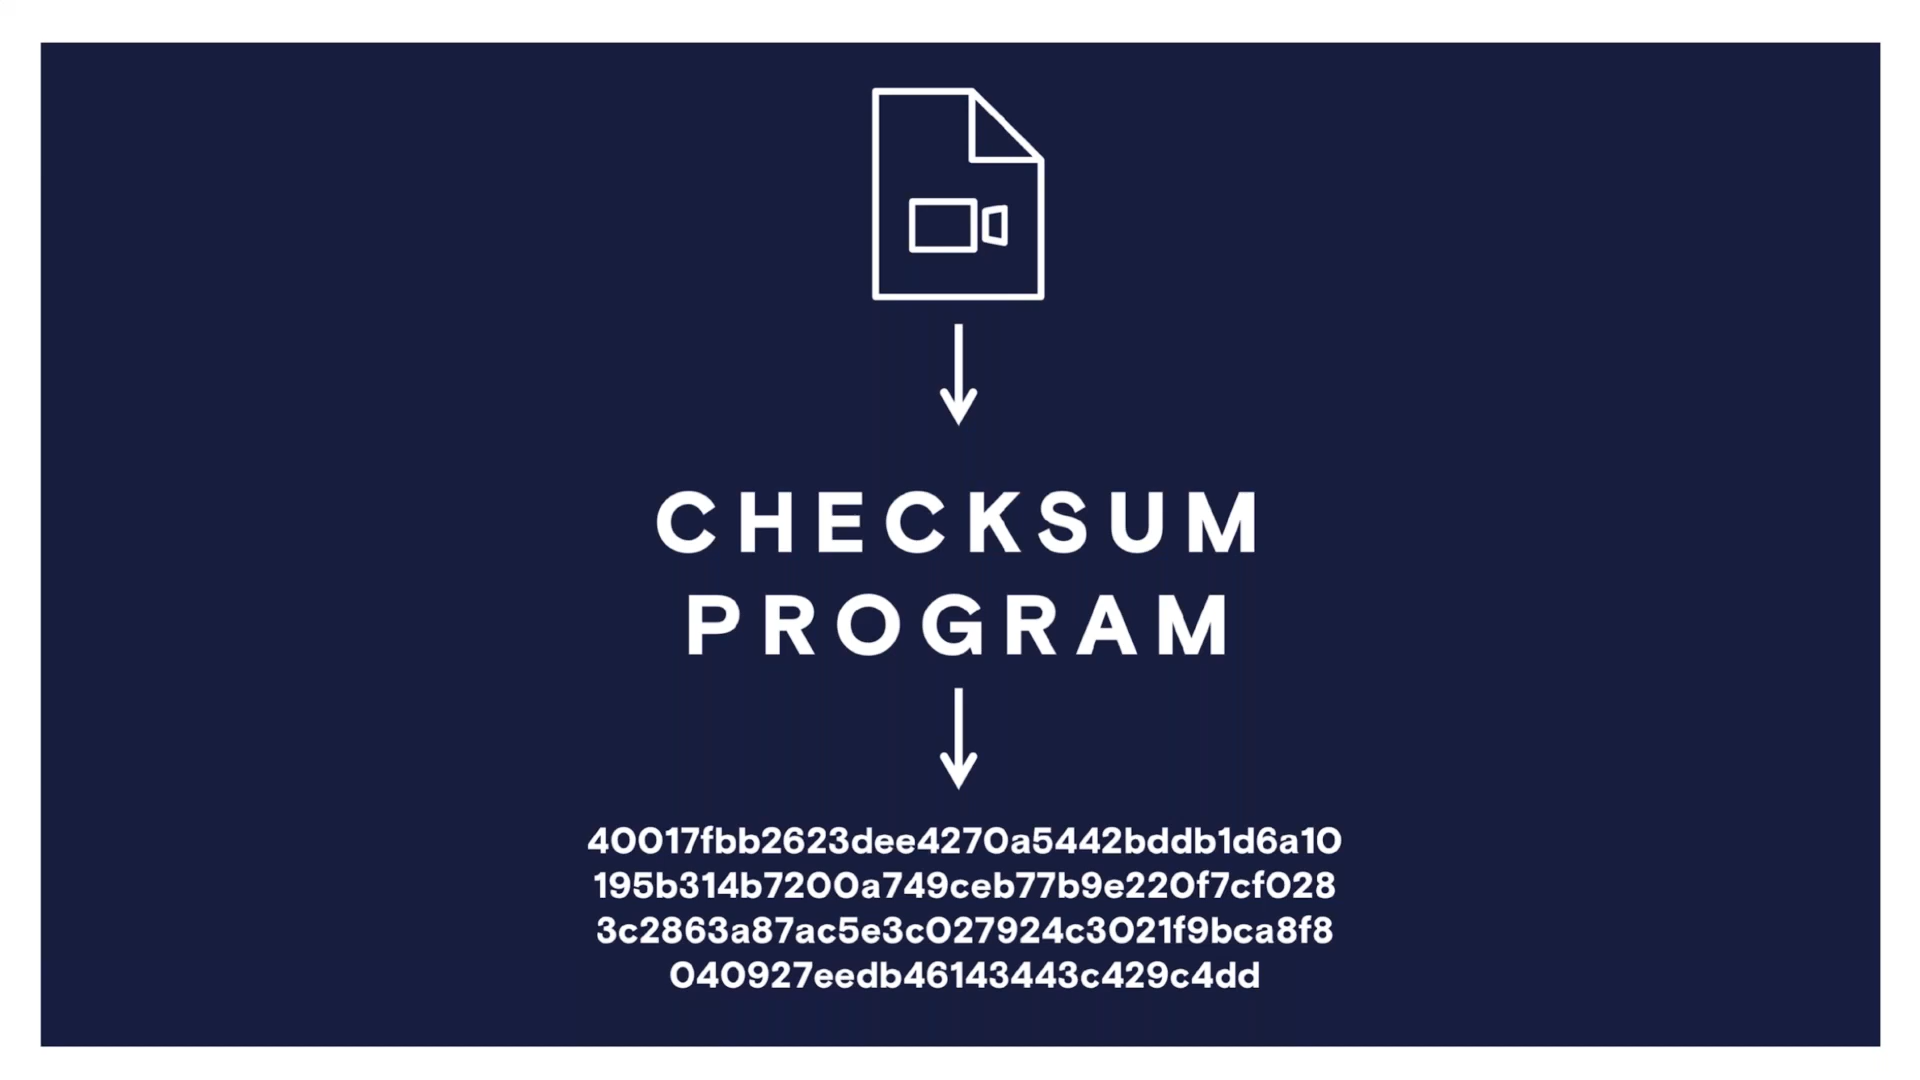 CHECKSUM
PROGRAM
40017fbb2623dee4270a5442bddb1d6a10
195b314b7200a749ceb77b9e220f7cf028
3c2863a87ac5e3c027924c3021f9bca8f8
040927eedb46143443c429c4dd